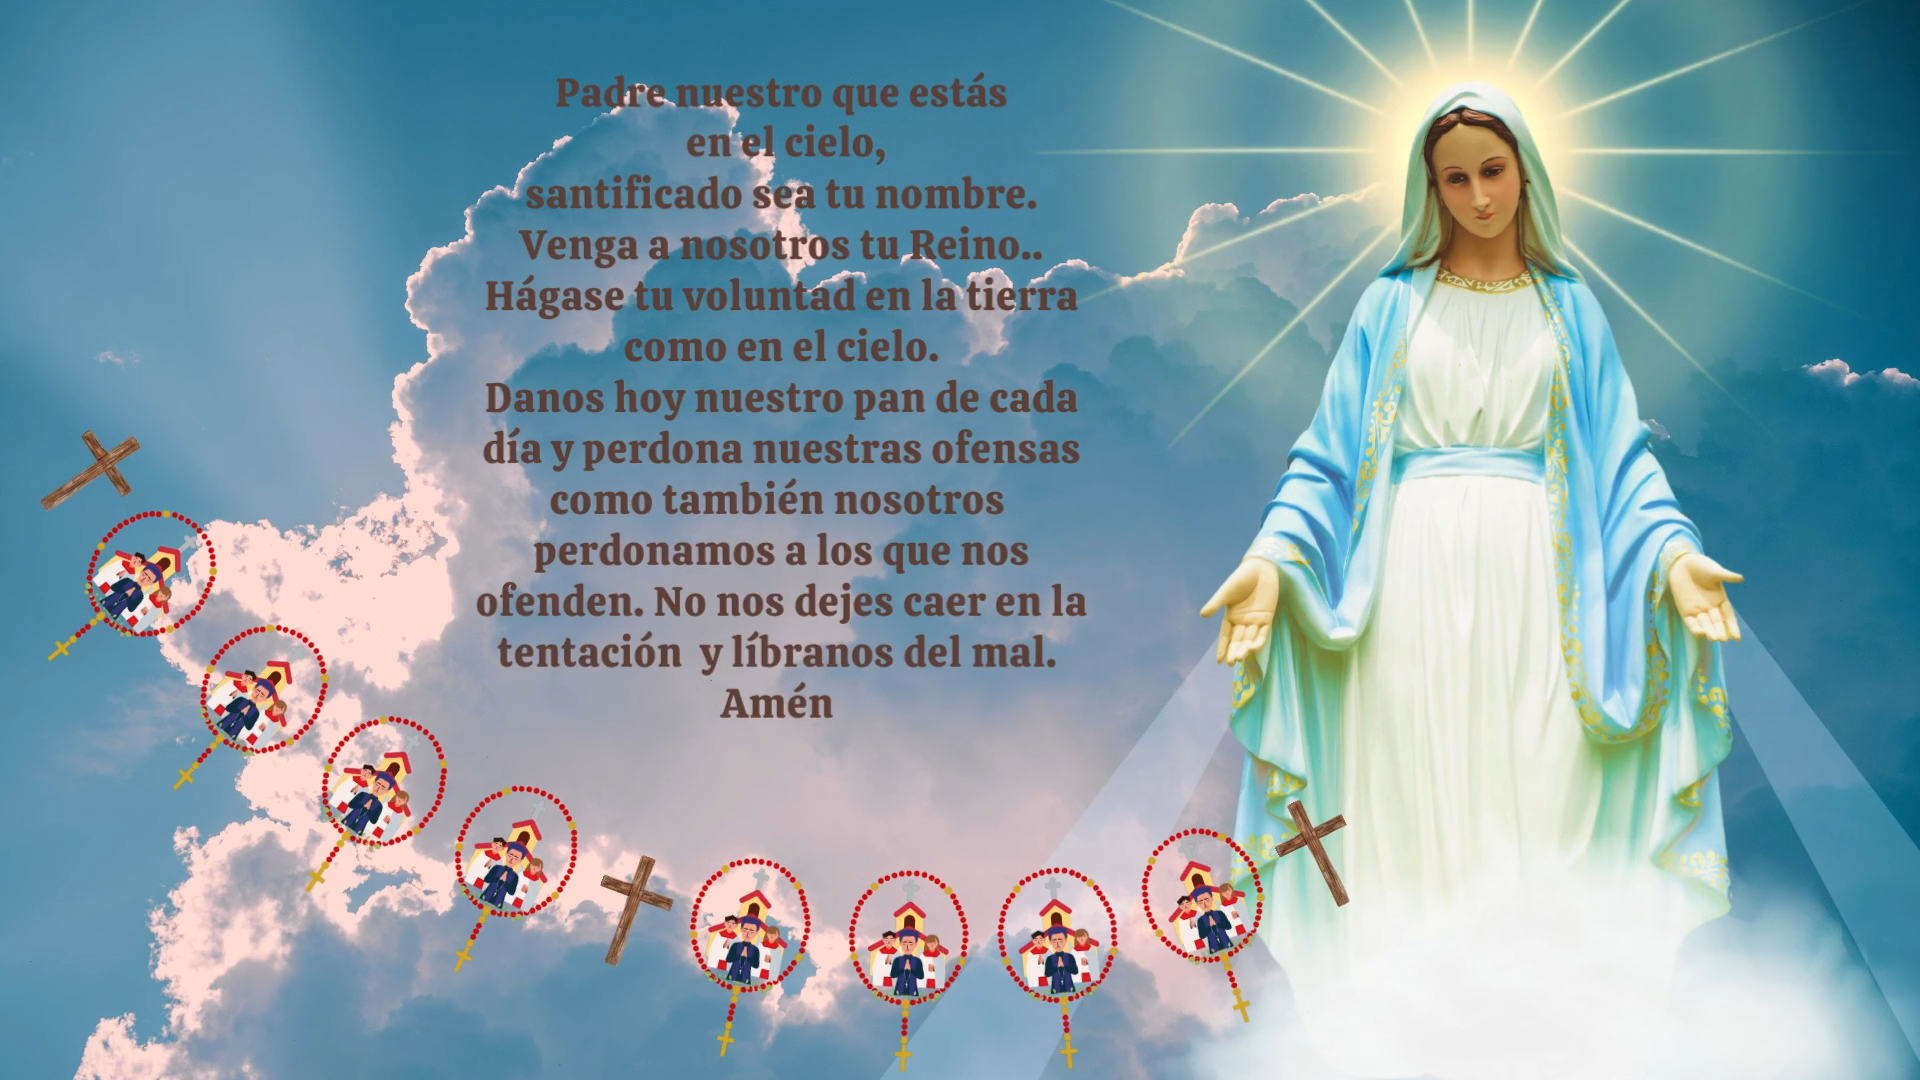 Padre nuestro que estás
en el cielo,
santificado sea tu nombre.
Venga a nosotros tu Reino..
Hágase tu voluntad en la tierra
como en el cielo.
Danos hoy nuestro pan de cada
día y perdona nuestras ofensas
como también nosotros
perdonamos a los que nos
ofenden. No nos dejes caer en la
tentación  y líbranos del mal.
Amén